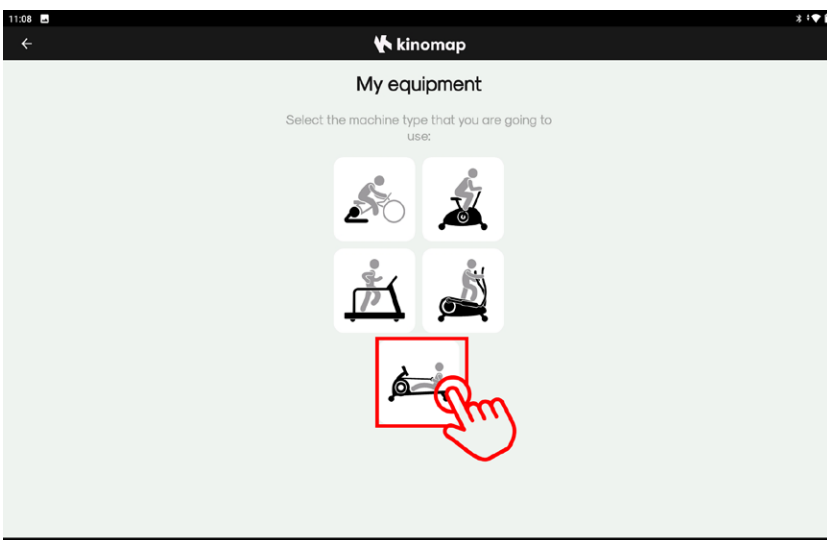 11:08
kinomap
My equipment
Select the machine type that you are going to
use: